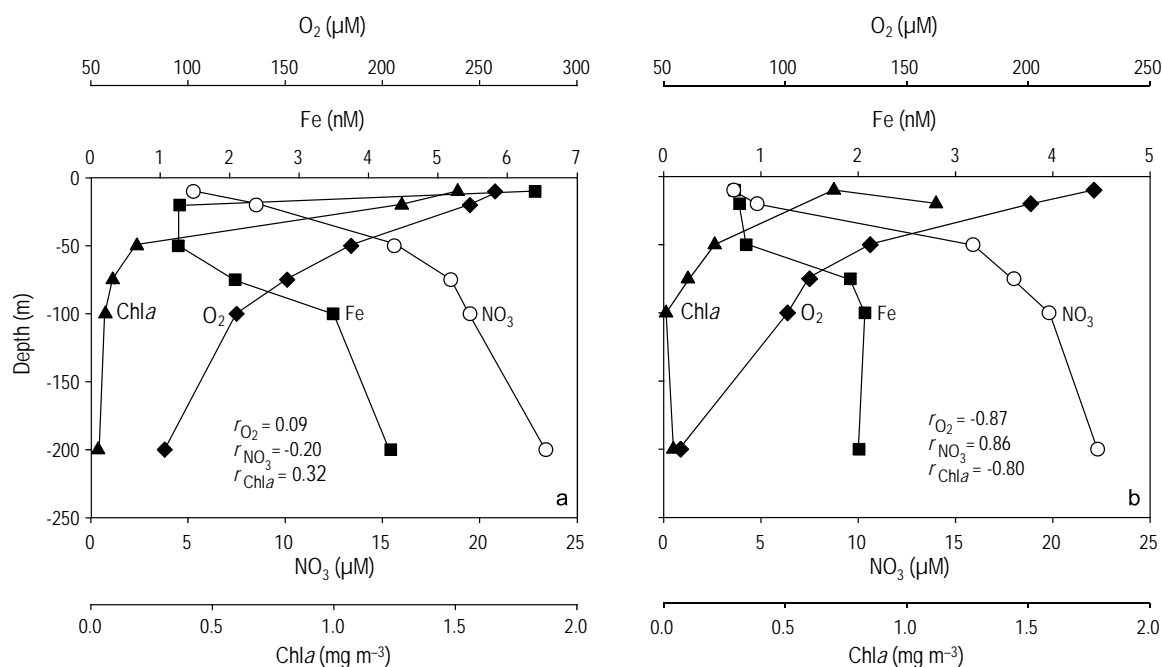 O2 (µM)
50 100 150 200 250 300
Fe (nM)
0 1 2 3 4 5 6 7
0
-50
-100
-150
-200
-250
Depth (m)
Chla
O2
Fe
NO3
rO2 = 0.09
rNO3 = -0.20
rChla = 0.32
a
0 5 10 15 20 25
NO3 (µM)
0.0 0.5 1.0 1.5 2.0
Chla (mg m–3)
O2 (µM)
50 100 150 200 250
Fe (nM)
0 1 2 3 4 5
Chla
O2
Fe
NO3
rO2 = -0.87
rNO3 = 0.86
rChla = -0.80
b
0 5 10 15 20 25
NO3 (µM)
0.0 0.5 1.0 1.5 2.0
Chla (mg m–3)